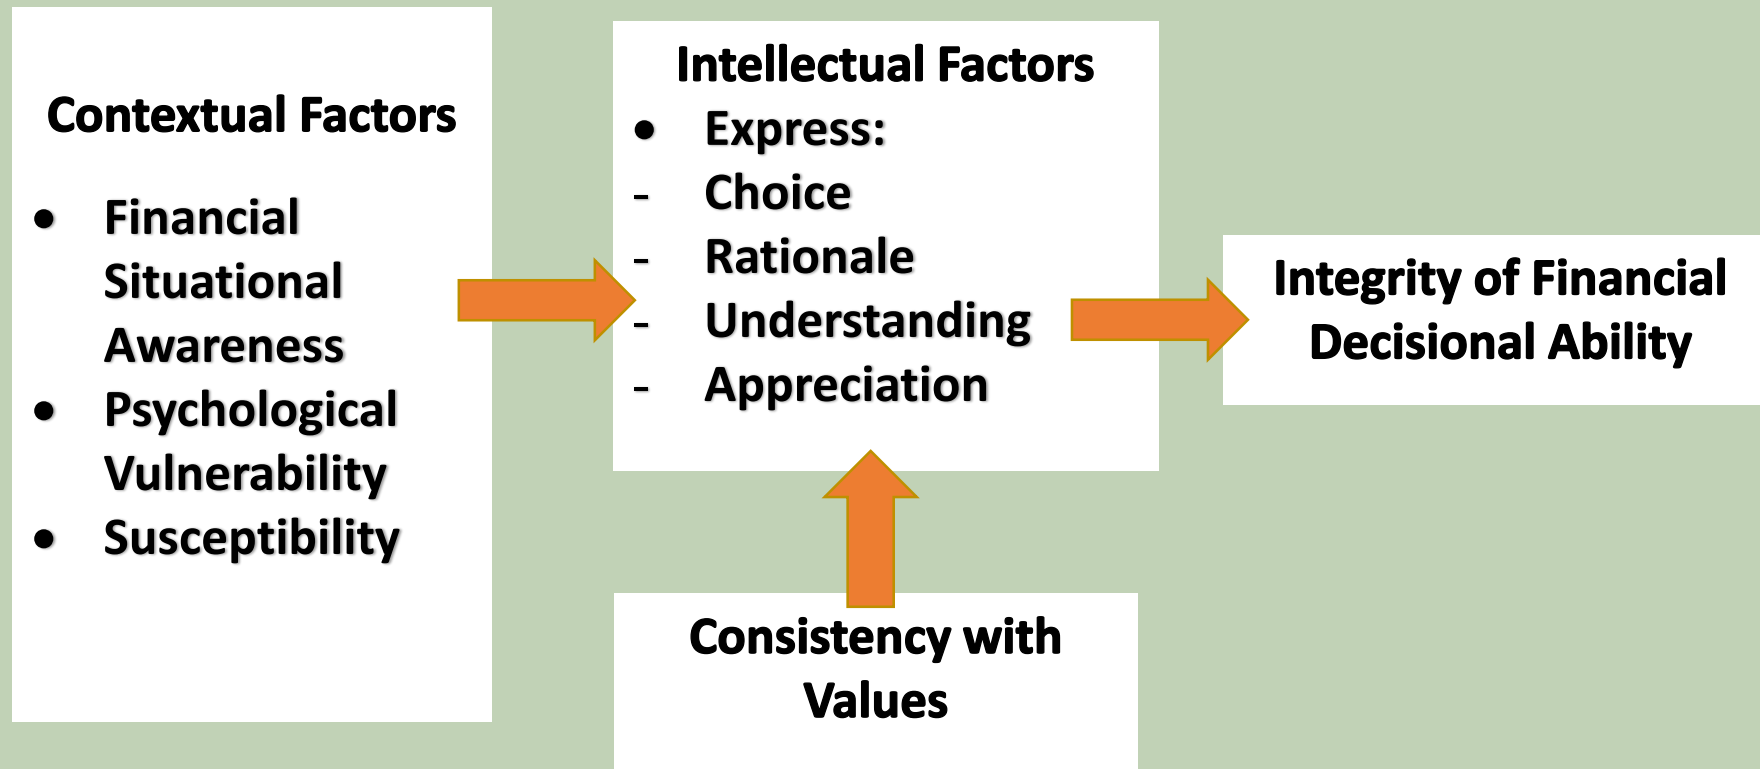 Contextual Factors
• Financial
Situational
Awareness
• Psychological
Vulnerability
• Susceptibility
Intellectual Factors
• Express:
- Choice
- Rationale
- Understanding
- Appreciation
Consistency with
Values
Integrity of Financial
Decisional Ability